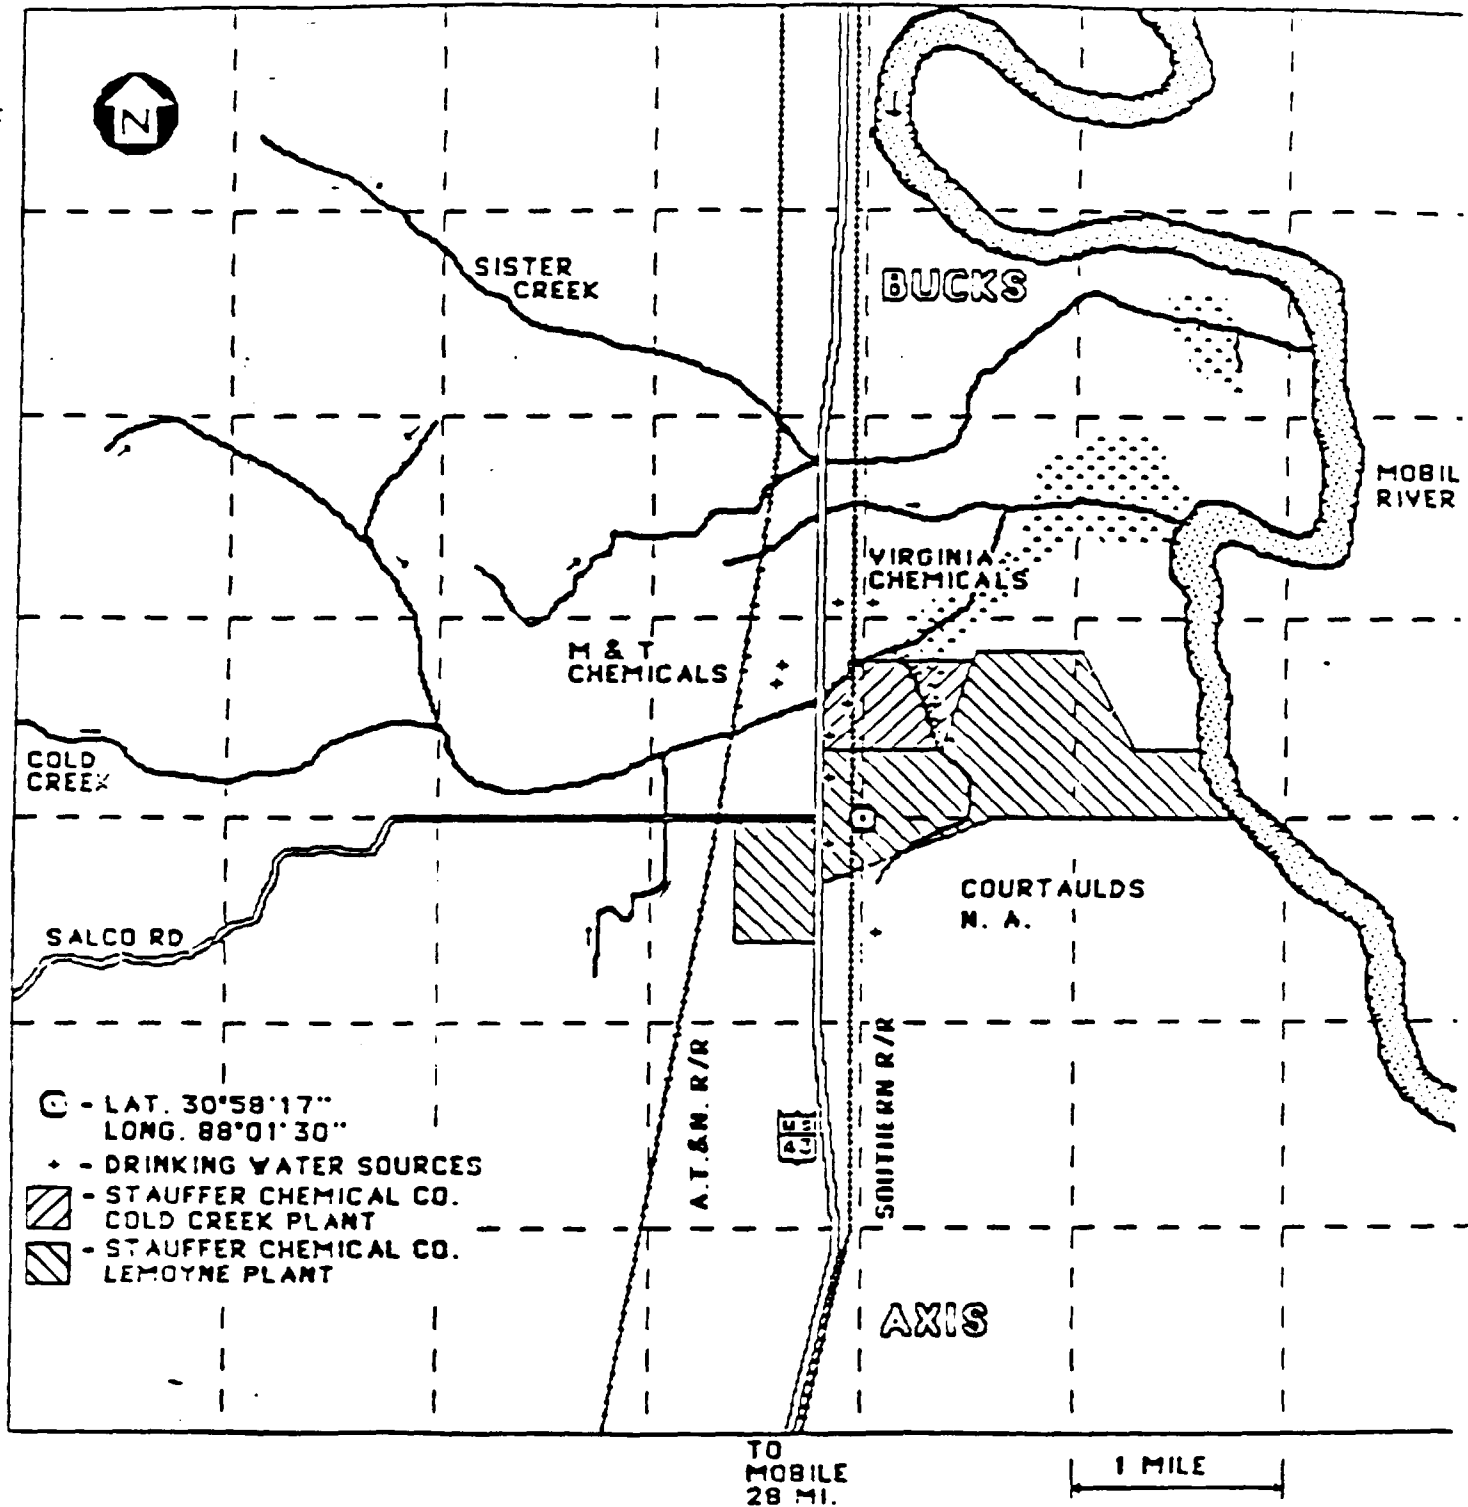 N
SISTER
CREEK
BUCKS
MOBIL
RIVER
VIRGINIA
CHEMICALS
M & T
CHEMICALS
COLD
CREEK
COURTAULDS
N. A.
SALCO RD
A.T.&N. R/R
SOUTHERN R/R
- LAT. 30°58'17"
LONG. 88°01'30"
+ - DRINKING WATER SOURCES
- STAUFFER CHEMICAL CO.
COLD CREEK PLANT
- STAUFFER CHEMICAL CO.
LEMOYNE PLANT
AXIS
TO
MOBILE
28 MI.
1 MILE